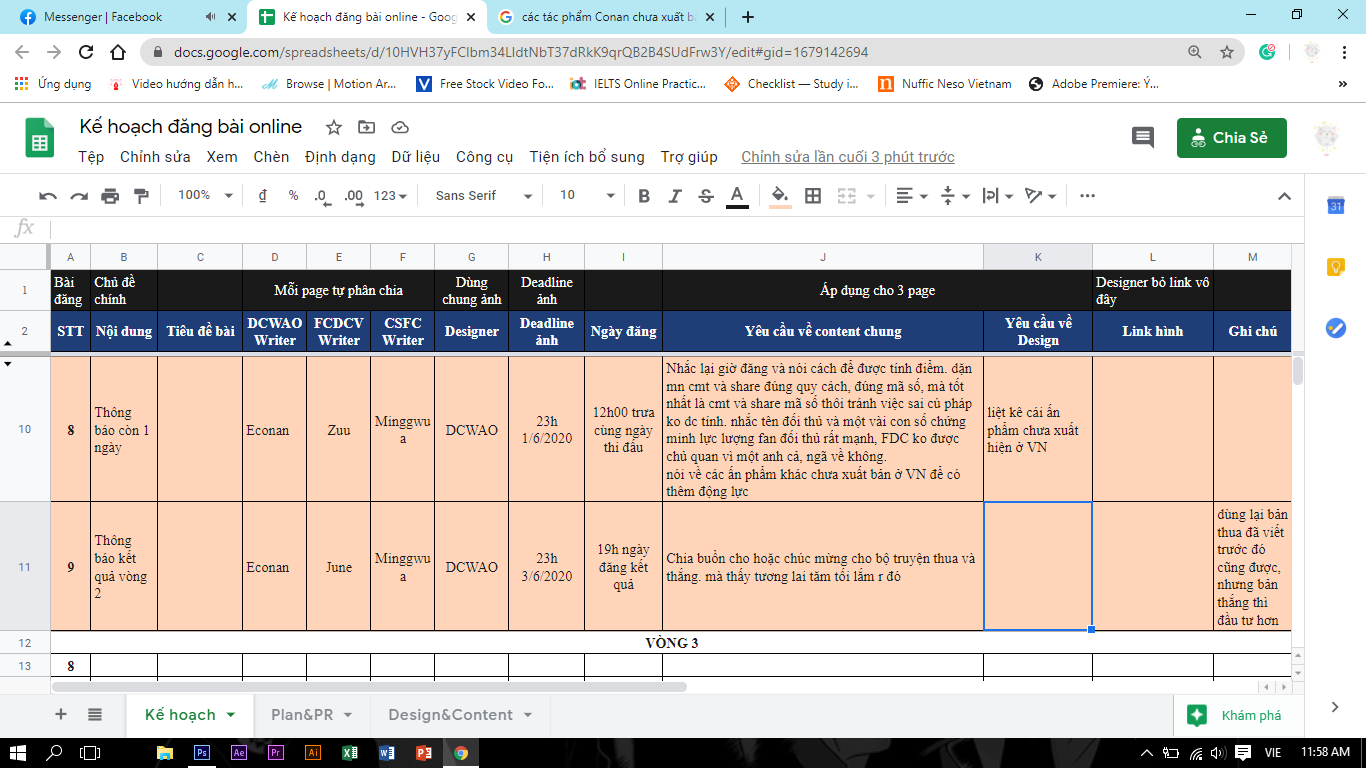 Messenger | Facebook
Kế hoạch đăng bài online - Goog
các tác phẩm Conan chưa xuất bả
docs.google.com/spreadsheets/d/10HVH37yFClbm34LIdtNbT37dRkK9qrQB2B4SUdFrw3Y/edit#gid=1679142694
Ứng dụng
Video hướng dẫn h...
Browse | Motion Ar...
Free Stock Video Fo...
IELTS Online Practic...
Checklist — Study i...
Nuffic Neso Vietnam
Adobe Premiere: Ý...
»
Kế hoạch đăng bài online
Chia Sẻ
Tệp Chỉnh sửa Xem Chèn Định dạng Dữ liệu Công cụ Tiện ích bổ sung Trợ giúp Chỉnh sửa lần cuối 3 phút trước
100% đ % .0 .00 123 Sans Serif 10 B I S A
31
fx
A B C D E F G H I J K L M
1
Bài
đăng
Chủ đề
chính
Mỗi page tự phân chia
Dùng
chung ảnh
Deadline
ảnh
Áp dụng cho 3 page
Designer bỏ link vô
đây
2
STT
Nội dung
Tiêu đề bài
DCWAO
Writer
FCDCV
Writer
CSFC
Writer
Designer
Deadline
ảnh
Ngày đăng
Yêu cầu về content chung
Yêu cầu về
Design
Link hình
Ghi chú
10
8
Thông
báo còn 1
ngày
Econan
Zuu
Minggwu
a
DCWAO
23h
1/6/2020
12h00 trưa
cùng ngày
thi đấu
Nhắc lại giờ đăng và nói cách để được tính điểm. dặn
mn cmt và share đúng quy cách, đúng mã số, mà tốt
nhất là cmt và share mã số thôi tránh việc sai cú pháp
ko dc tính. nhắc tên đối thủ và một vài con số chứng
minh lực lượng fan đối thủ rất mạnh, FDC ko được
chủ quan vì một anh cả, ngã về không.
nói về các ấn phẩm khác chưa xuất bản ở VN để có
thêm động lực
liệt kê cái ấn
phẩm chưa xuất
hiện ở VN
11
9
Thông
báo kết
quả vòng
2
Econan
June
Minggwu
a
DCWAO
23h
3/6/2020
19h ngày
đăng kết
quả
Chia buồn cho hoặc chúc mừng cho bộ truyện thua và
thắng. mà thấy tương lai tăm tối lắm r đó
dùng lại bản
thua đã viết
trước đó
cũng được,
nhưng bản
thắng thì
đầu tư hơn
12
VÒNG 3
13
8
Kế hoạch
Plan&PR
Design&Content
Khám phá
Ps Ae Pr Ai
VIE
11:58 AM